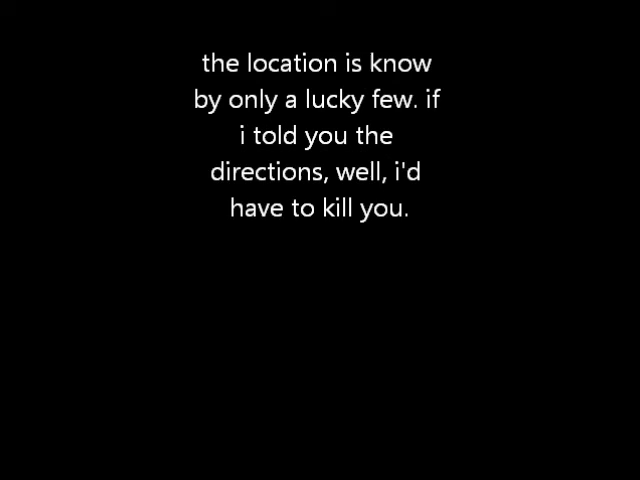 the location is know
by only a lucky few. if
i told you the
directions, well, i'd
have to kill you.